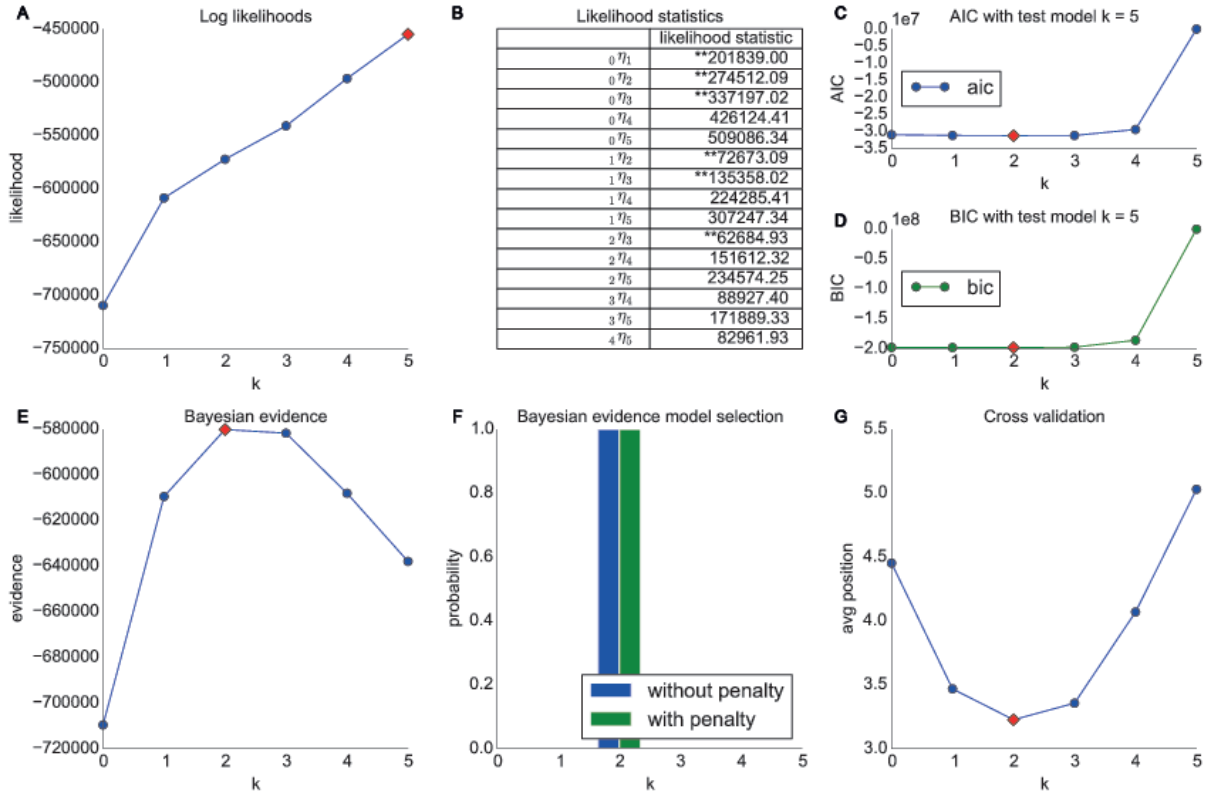 A
Log likelihoods
−450000
−500000
−550000
−600000
−650000
−700000
−750000
likelihood
0 1 2 3 4 5
k
B
Likelihood statistics
likelihood statistic
₀η₁ **201839.00
₀η₂ **274512.09
₀η₃ **337197.02
₀η₄ 426124.41
₀η₅ 509086.34
₁η₂ **72673.09
₁η₃ **135358.02
₁η₄ 224285.41
₁η₅ 307247.34
₂η₃ **62684.93
₂η₄ 151612.32
₂η₅ 234574.25
₃η₄ 88927.40
₃η₅ 171889.33
₄η₅ 82961.93
C
1e7
AIC with test model k = 5
0.0
−0.5
−1.0
−1.5
−2.0
−2.5
−3.0
−3.5
AIC
aic
0 1 2 3 4 5
k
D
1e8
BIC with test model k = 5
0.0
−0.5
−1.0
−1.5
−2.0
BIC
bic
0 1 2 3 4 5
k
E
Bayesian evidence
−580000
−600000
−620000
−640000
−660000
−680000
−700000
−720000
evidence
0 1 2 3 4 5
k
F
Bayesian evidence model selection
1.0
0.8
0.6
0.4
0.2
0.0
probability
without penalty
with penalty
0 1 2 3 4 5
k
G
Cross validation
5.5
5.0
4.5
4.0
3.5
3.0
avg position
0 1 2 3 4 5
k